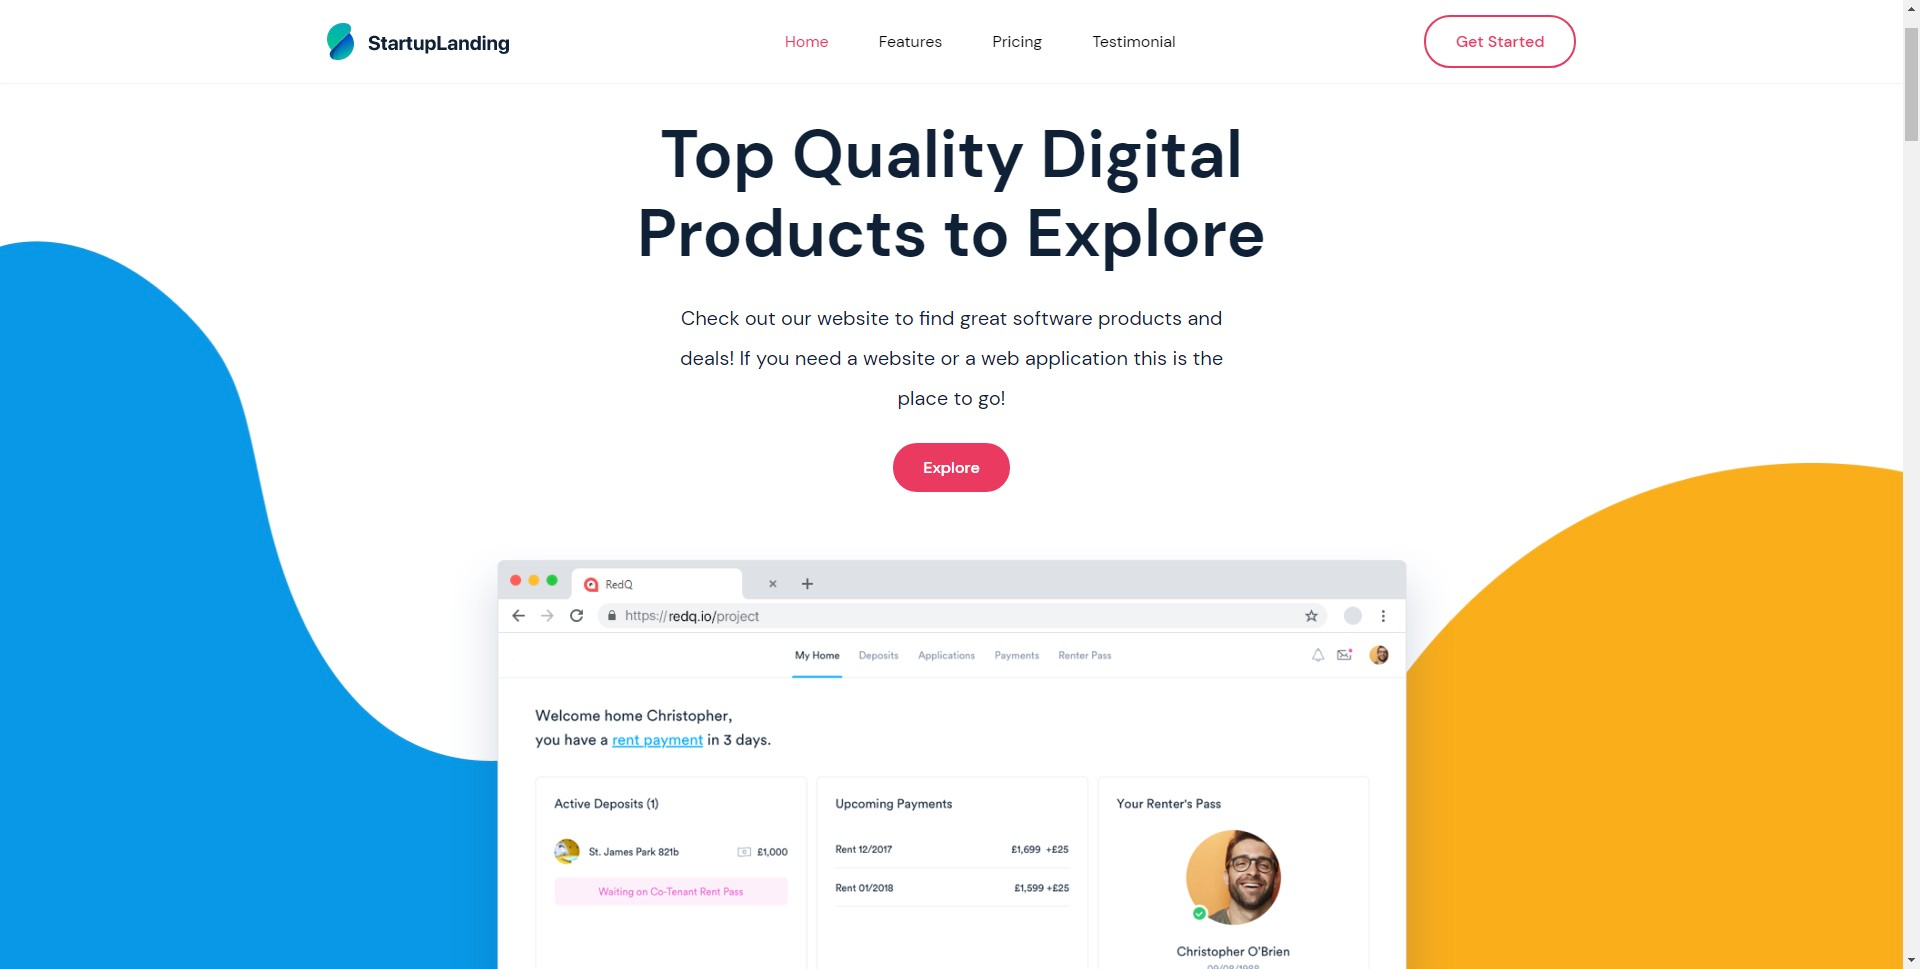 StartupLanding
Home Features Pricing Testimonial
Get Started
Top Quality Digital
Products to Explore
Check out our website to find great software products and
deals! If you need a website or a web application this is the
place to go!
Explore
RedQ
https://redq.io/project
My Home Deposits Applications Payments Renter Pass
Welcome home Christopher,
you have a rent payment in 3 days.
Active Deposits (1)
St. James Park 821b £1,000
Waiting on Co-Tenant Rent Pass
Upcoming Payments
Rent 12/2017 £1,699 +£25
Rent 01/2018 £1,599 +£25
Your Renter's Pass
Christopher O'Brien